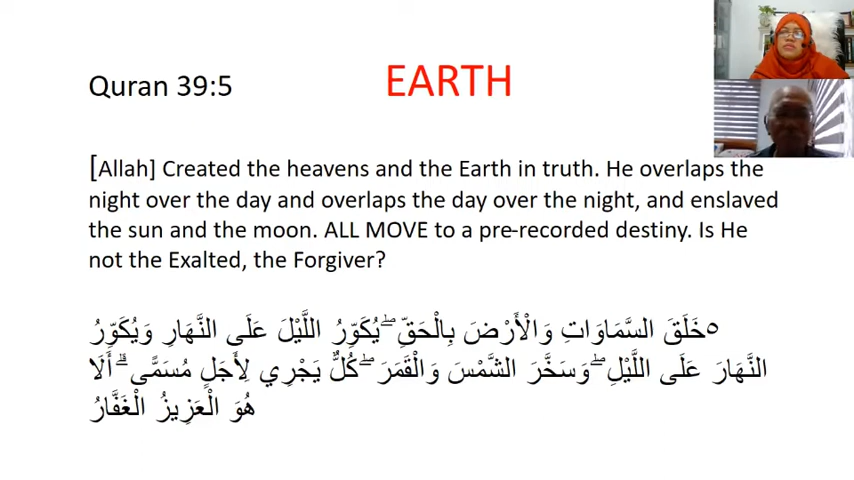 Quran 39:5
EARTH
[Allah] Created the heavens and the Earth in truth. He overlaps the
night over the day and overlaps the day over the night, and enslaved
the sun and the moon. ALL MOVE to a pre-recorded destiny. Is He
not the Exalted, the Forgiver?
٥خَلَقَ السَّمَاوَاتِ وَالْأَرْضَ بِالْحَقِّ ۖ يُكَوِّرُ اللَّيْلَ عَلَى النَّهَارِ وَيُكَوِّرُ
النَّهَارَ عَلَى اللَّيْلِ ۖ وَسَخَّرَ الشَّمْسَ وَالْقَمَرَ ۖ كُلٌّ يَجْرِي لِأَجَلٍ مُسَمًّى ۗ أَلَا
هُوَ الْعَزِيزُ الْغَفَّارُ